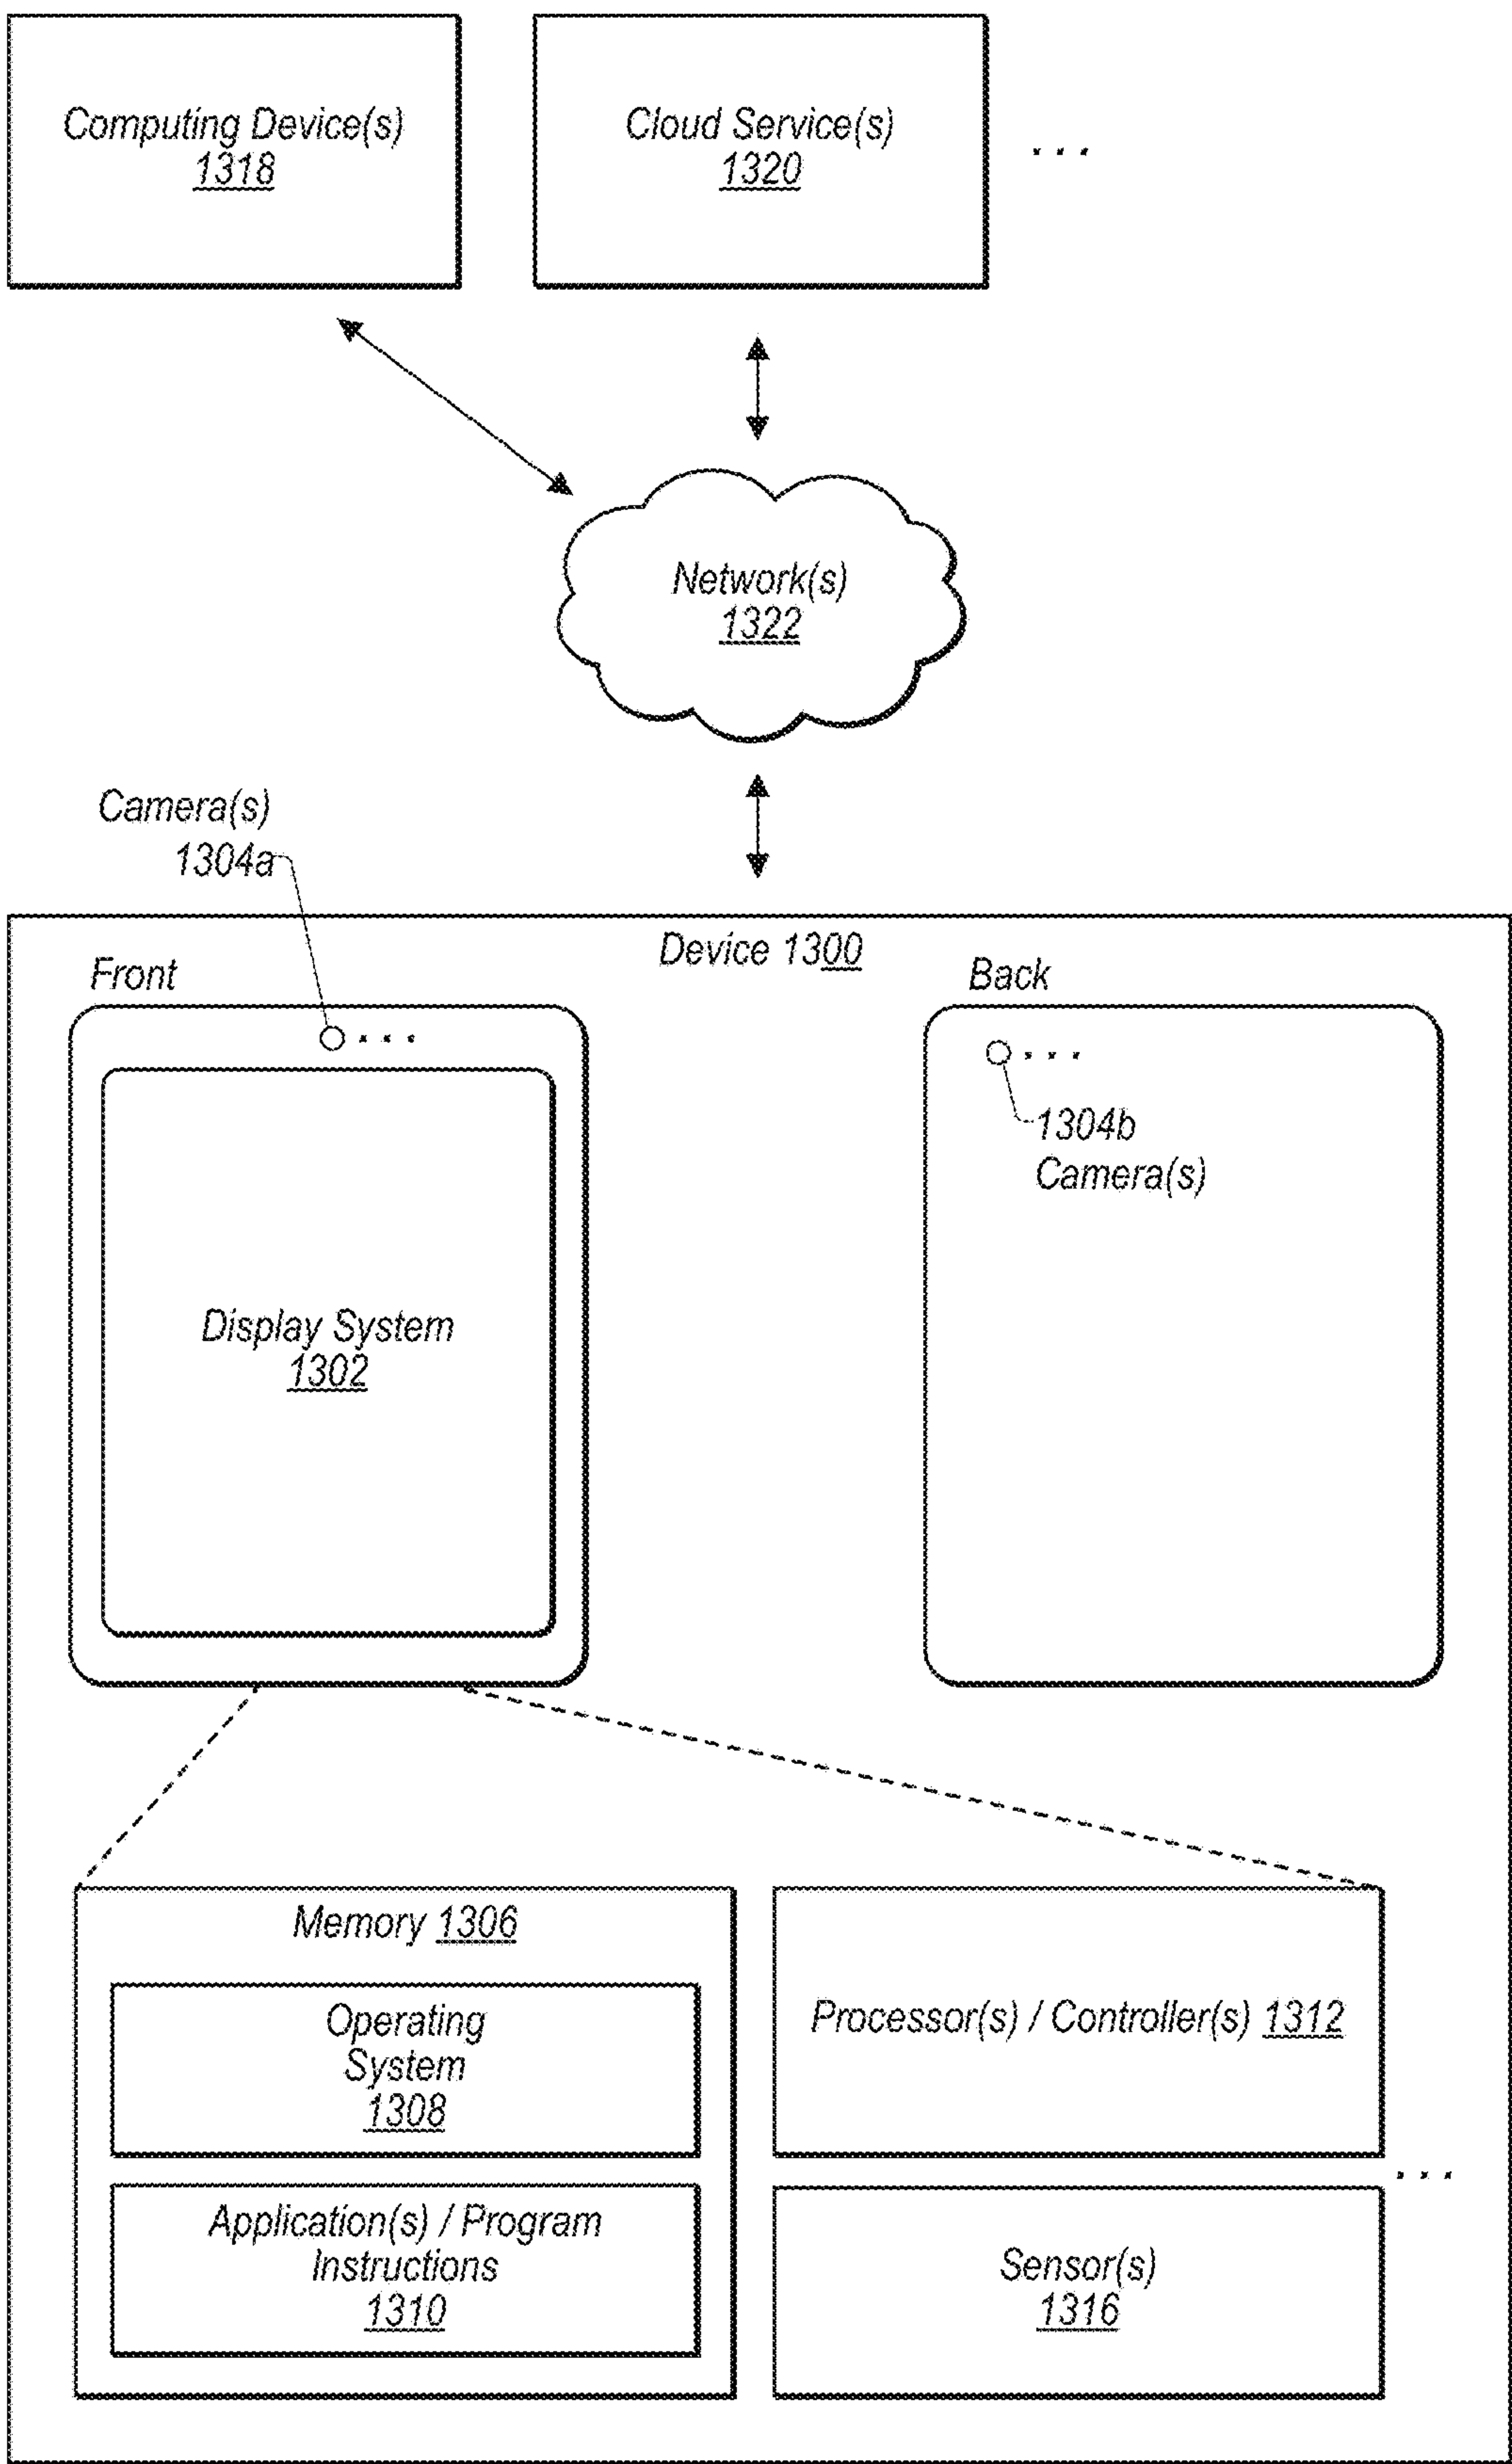 Computing Device(s)
1318
Cloud Service(s)
1320
. . .
Network(s)
1322
Camera(s)
1304a
Device 1300
Front
Back
. . .
. . .
1304b
Camera(s)
Display System
1302
Memory 1306
Operating
System
1308
Application(s) / Program
Instructions
1310
Processor(s) / Controller(s) 1312
. . .
Sensor(s)
1316